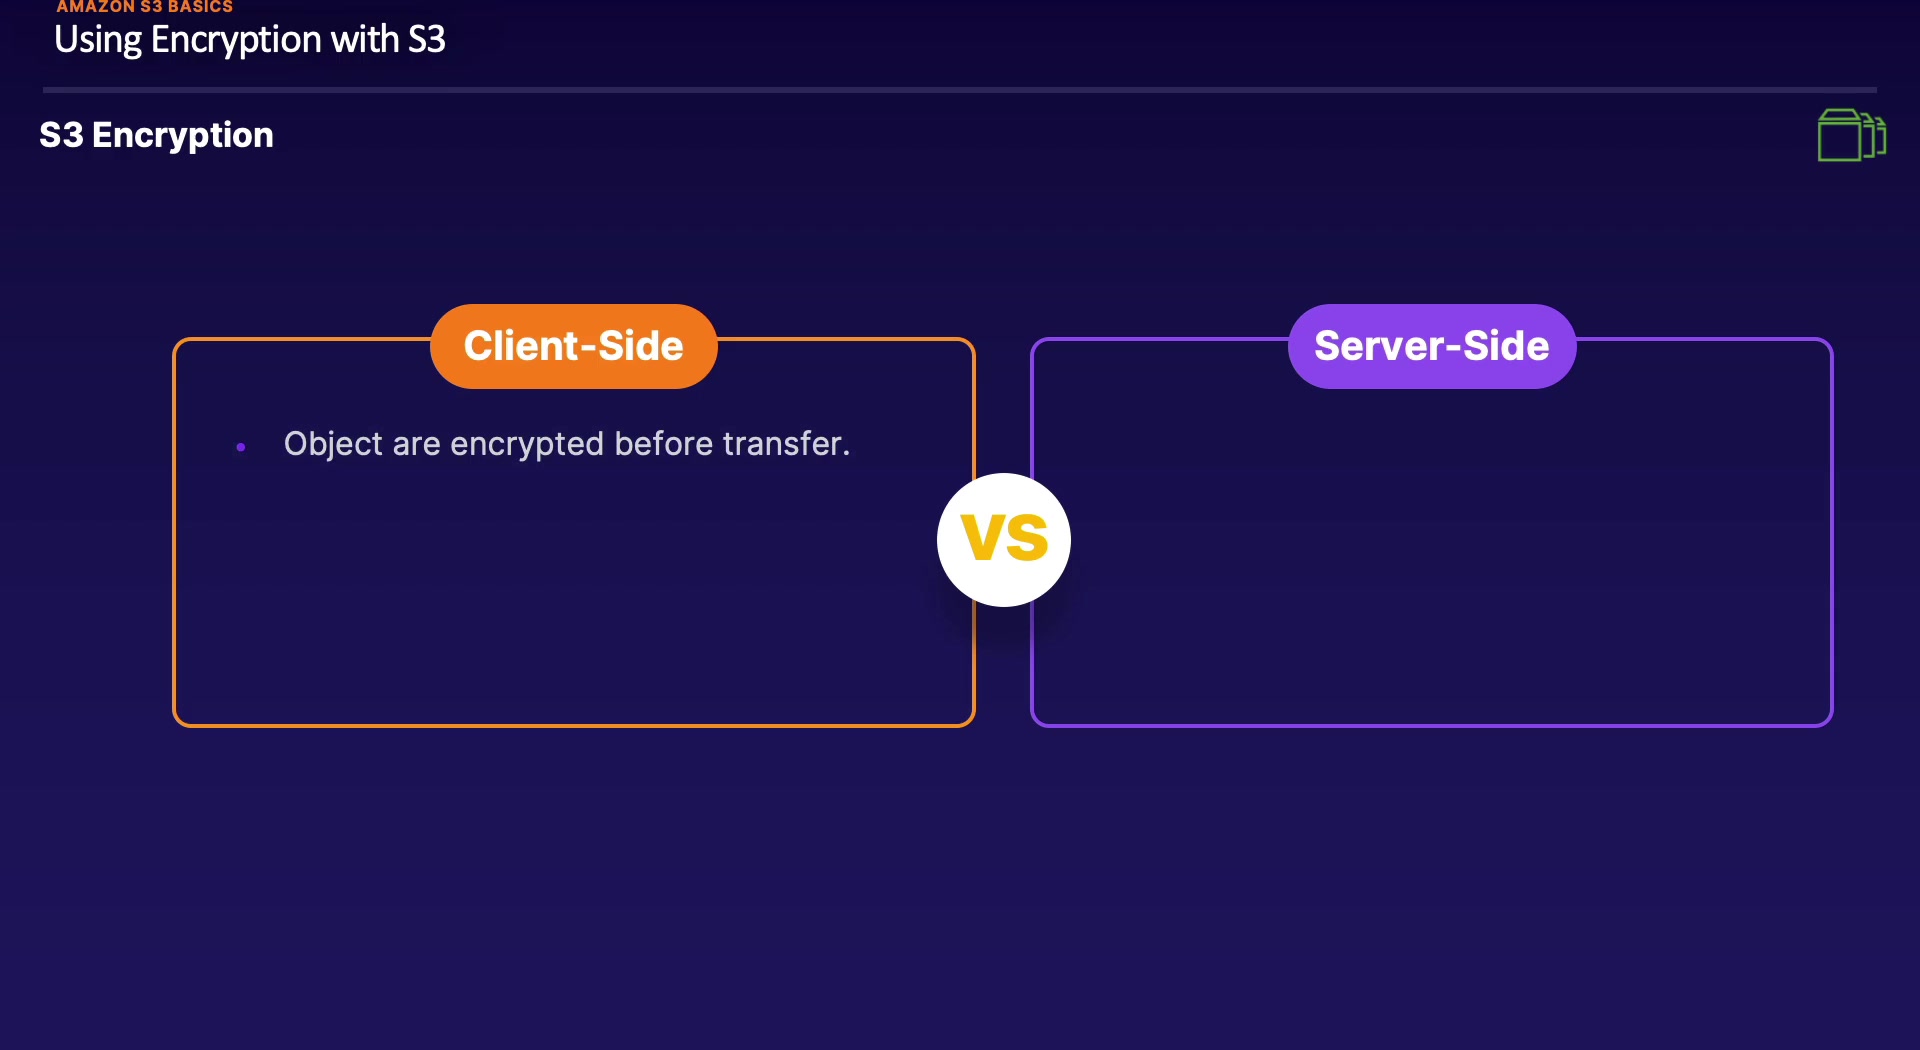 AMAZON S3 BASICS
Using Encryption with S3
S3 Encryption
Client-Side
Server-Side
• Object are encrypted before transfer.
VS